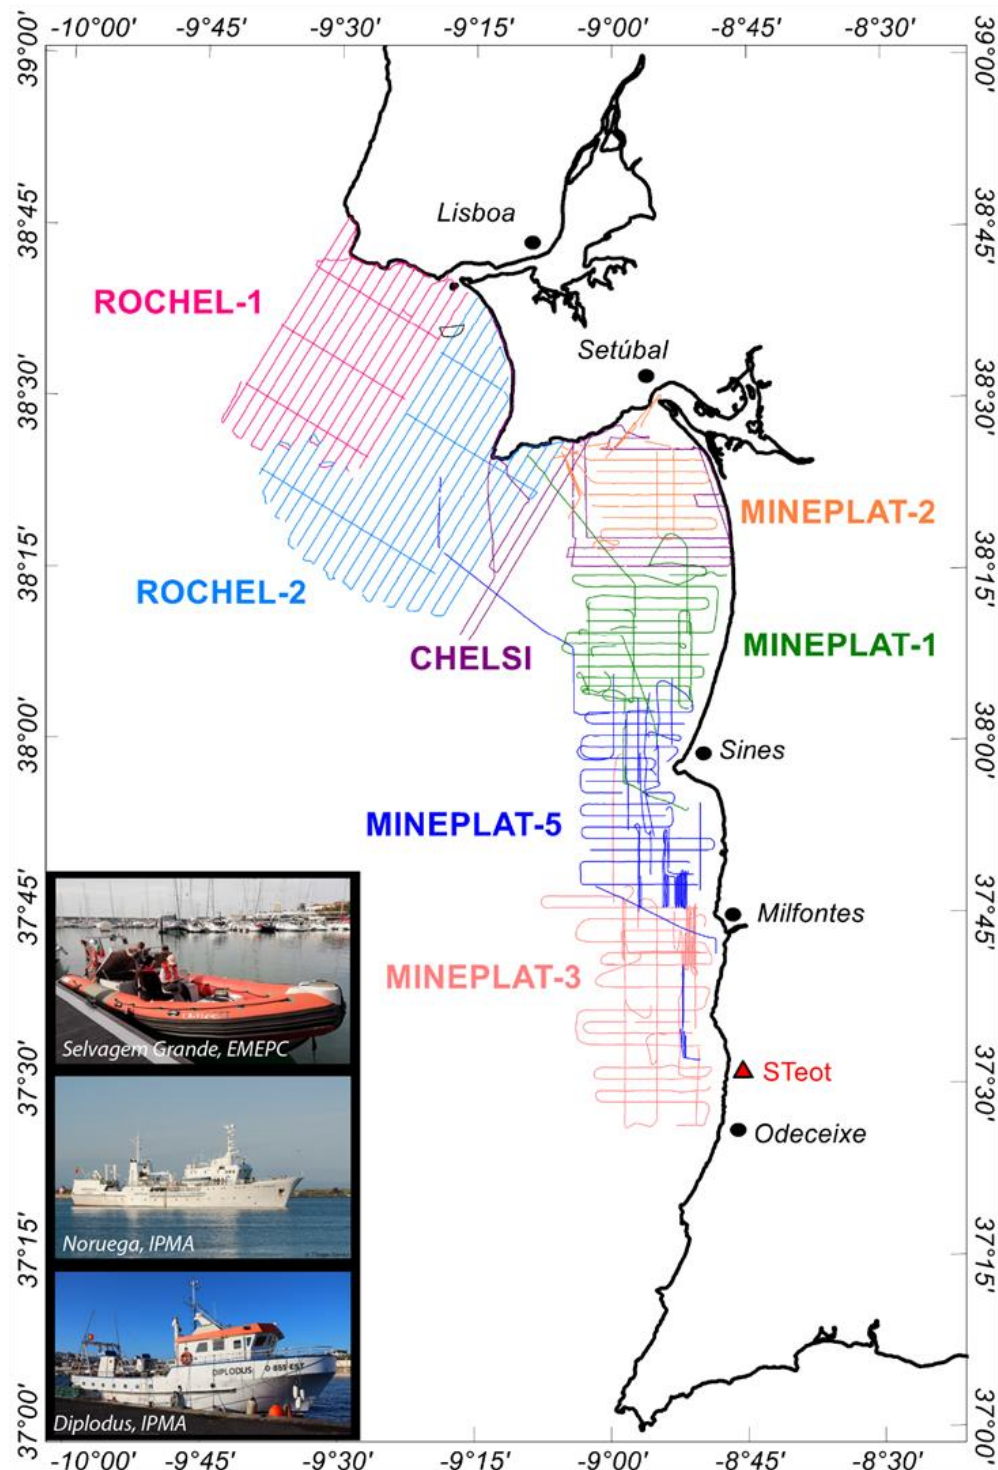 -10°00' -9°45' -9°30' -9°15' -9°00' -8°45' -8°30'
39°00'
39°00'
38°45'
38°45'
Lisboa
ROCHEL-1
Setúbal
38°30'
38°30'
MINEPLAT-2
38°15'
38°15'
ROCHEL-2
CHELSI
MINEPLAT-1
38°00'
38°00'
Sines
MINEPLAT-5
37°45'
37°45'
Milfontes
MINEPLAT-3
Selvagem Grande, EMEPC
37°30'
37°30'
STeot
Odeceixe
Noruega, IPMA
37°15'
37°15'
DIPLODUS
Diplodus, IPMA
37°00'
37°00'
-10°00' -9°45' -9°30' -9°15' -9°00' -8°45' -8°30'